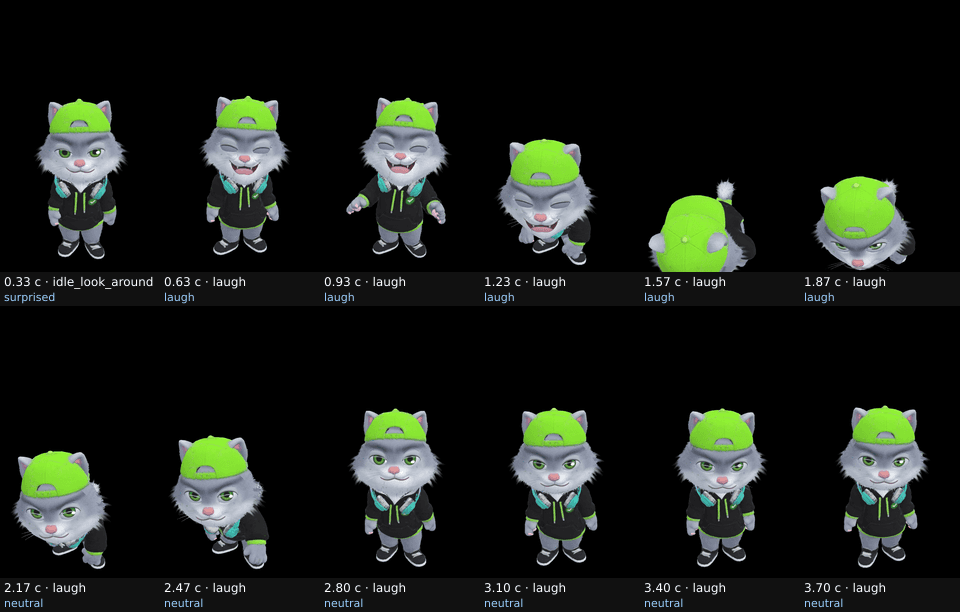 0.33 c · idle_look_around
surprised
0.63 c · laugh
laugh
0.93 c · laugh
laugh
1.23 c · laugh
laugh
1.57 c · laugh
laugh
1.87 c · laugh
laugh
2.17 c · laugh
neutral
2.47 c · laugh
neutral
2.80 c · laugh
neutral
3.10 c · laugh
neutral
3.40 c · laugh
neutral
3.70 c · laugh
neutral